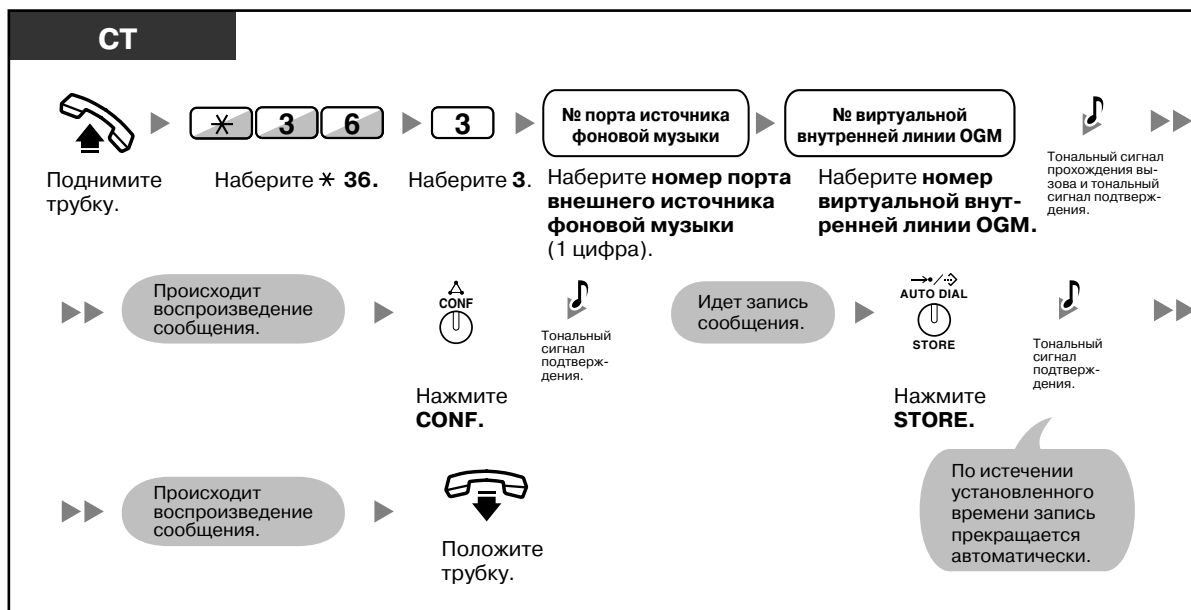 СТ
✳ 3 6
3
№ порта источника
фоновой музыки
№ виртуальной
внутренней линии OGM
Поднимите
трубку.
Наберите ✳ 36.
Наберите 3.
Наберите номер порта
внешнего источника
фоновой музыки
(1 цифра).
Наберите номер
виртуальной внут-
ренней линии OGM.
Тональный сигнал
прохождения вы-
зова и тональный
сигнал подтверж-
дения.
Происходит
воспроизведение
сообщения.
CONF
Нажмите
CONF.
Тональный
сигнал
подтверж-
дения.
Идет запись
сообщения.
AUTO DIAL
STORE
Нажмите
STORE.
Тональный
сигнал
подтверж-
дения.
По истечении
установленного
времени запись
прекращается
автоматически.
Происходит
воспроизведение
сообщения.
Положите
трубку.